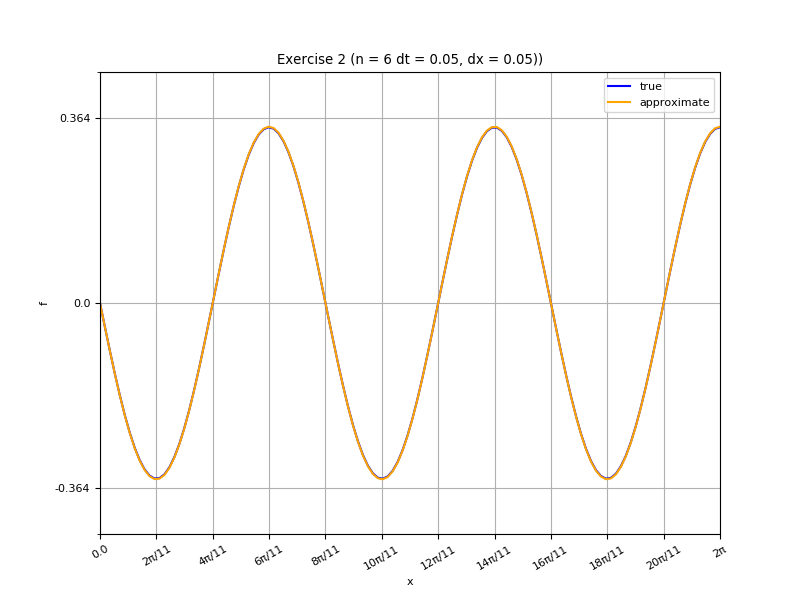 Exercise 2 (n = 6 dt = 0.05, dx = 0.05))
true
approximate
0.364
0.0
-0.364
f
0.0
2π/11
4π/11
6π/11
8π/11
10π/11
12π/11
14π/11
16π/11
18π/11
20π/11
2π
x